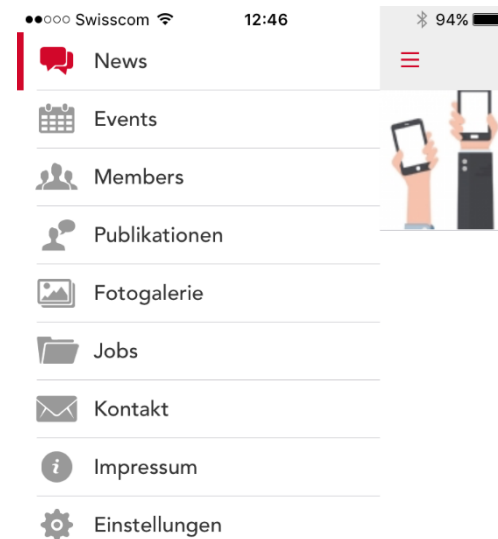 Swisscom 12:46 94%
News
Events
Members
Publikationen
Fotogalerie
Jobs
Kontakt
Impressum
Einstellungen